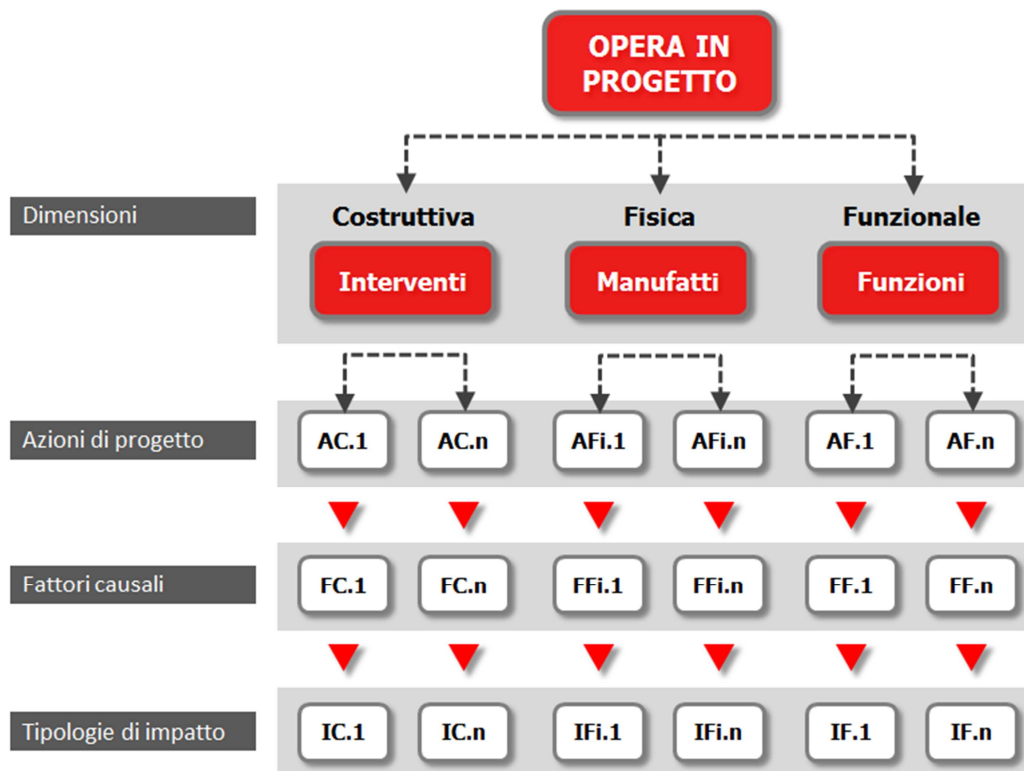 OPERA IN
PROGETTO
Dimensioni
Costruttiva Fisica Funzionale
Interventi Manufatti Funzioni
Azioni di progetto AC.1 AC.n AFi.1 AFi.n AF.1 AF.n
Fattori causali FC.1 FC.n FFi.1 FFi.n FF.1 FF.n
Tipologie di impatto IC.1 IC.n IFi.1 IFi.n IF.1 IF.n